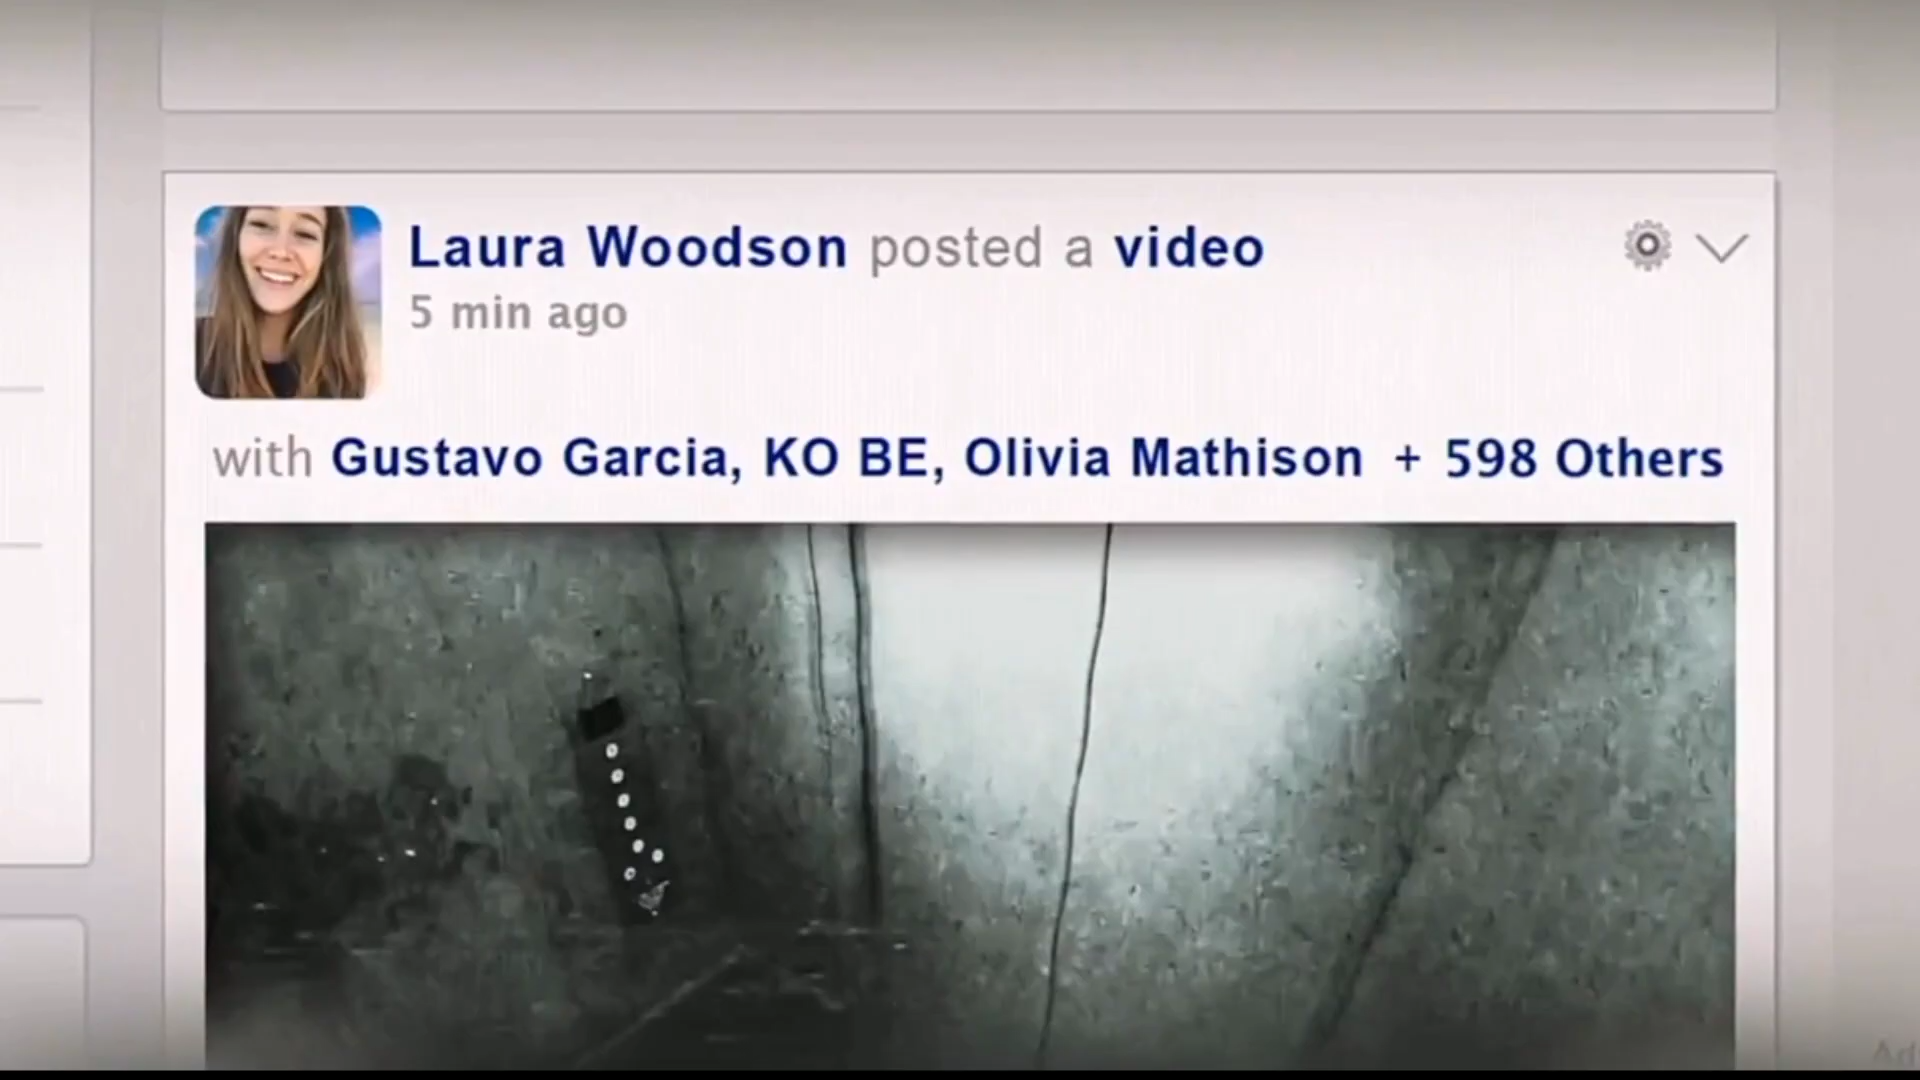 Laura Woodson posted a video
5 min ago
with Gustavo Garcia, KO BE, Olivia Mathison + 598 Others